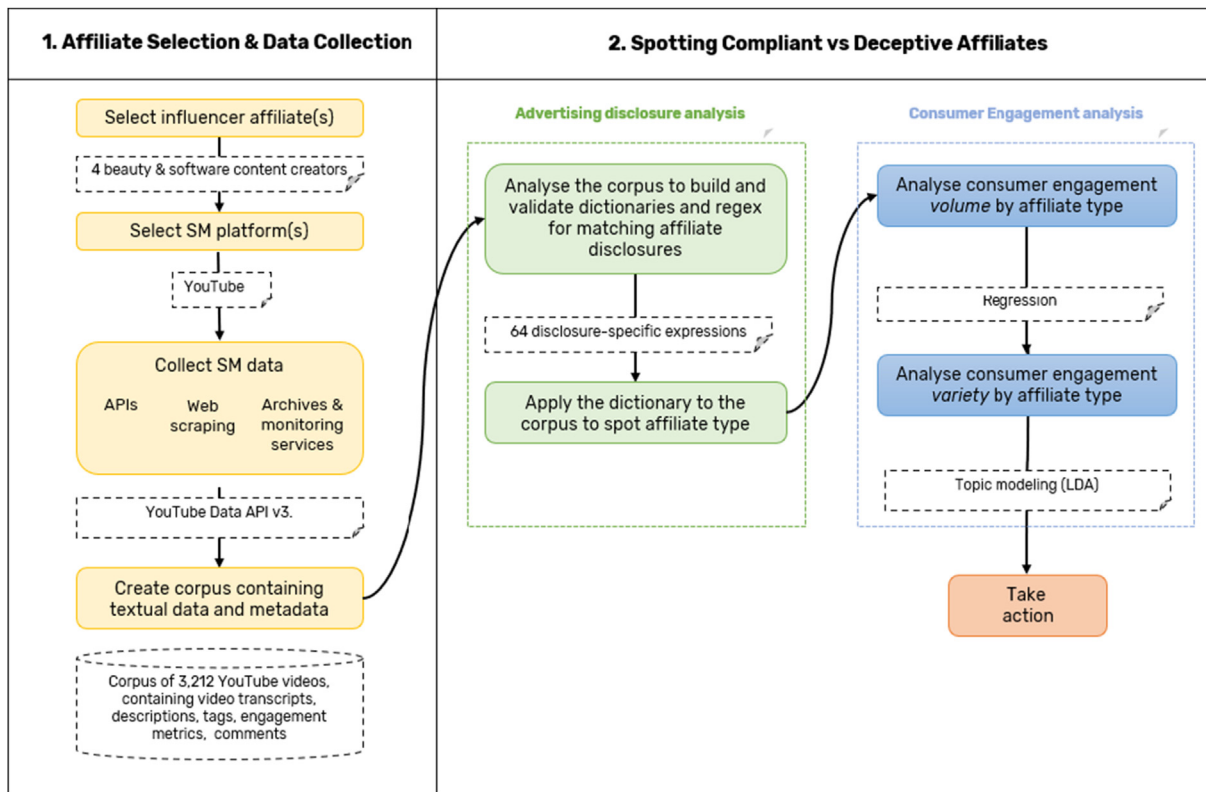 1. Affiliate Selection & Data Collection
2. Spotting Compliant vs Deceptive Affiliates
Select influencer affiliate(s)
4 beauty & software content creators
Select SM platform(s)
YouTube
Collect SM data
APIs
Web
scraping
Archives &
monitoring
services
YouTube Data API v3.
Create corpus containing
textual data and metadata
Corpus of 3,212 YouTube videos,
containing video transcripts,
descriptions, tags, engagement
metrics, comments
Advertising disclosure analysis
Analyse the corpus to build and
validate dictionaries and regex
for matching affiliate
disclosures
64 disclosure-specific expressions
Apply the dictionary to the
corpus to spot affiliate type
Consumer Engagement analysis
Analyse consumer engagement
volume by affiliate type
Regression
Analyse consumer engagement
variety by affiliate type
Topic modeling (LDA)
Take
action